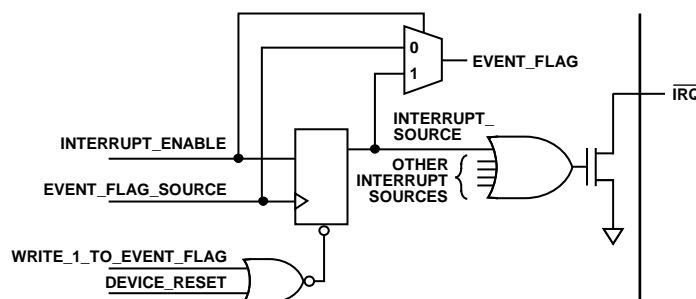 0
EVENT_FLAG
1
IRQ
INTERRUPT_
SOURCE
INTERRUPT_ENABLE
OTHER
INTERRUPT
SOURCES
EVENT_FLAG_SOURCE
WRITE_1_TO_EVENT_FLAG
DEVICE_RESET